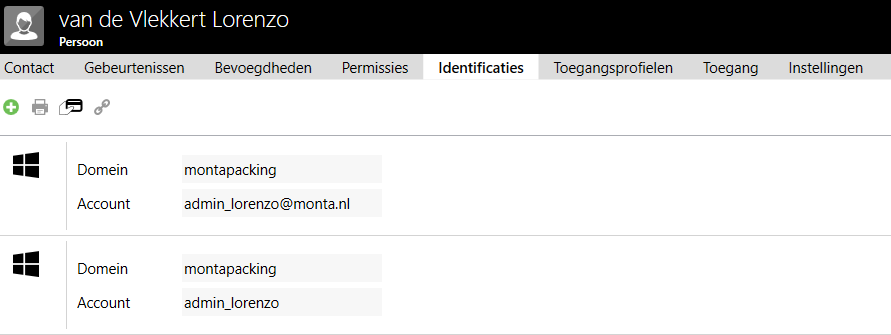 van de Vlekkert Lorenzo
Persoon
Contact Gebeurtenissen Bevoegdheden Permissies Identificaties Toegangsprofielen Toegang Instellingen
Domein montapacking
Account admin_lorenzo@monta.nl
Domein montapacking
Account admin_lorenzo